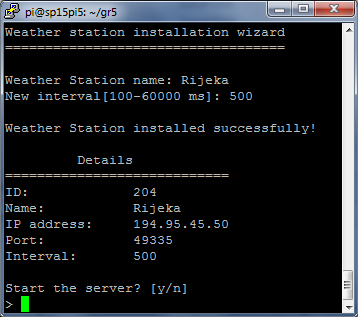 pi@sp15pi5: ~/gr5
Weather station installation wizard
===================================
Weather Station name: Rijeka
New interval[100-60000 ms]: 500
Weather Station installed successfully!
Details
============================
ID: 204
Name: Rijeka
IP address: 194.95.45.50
Port: 49335
Interval: 500
Start the server? [y/n]
>